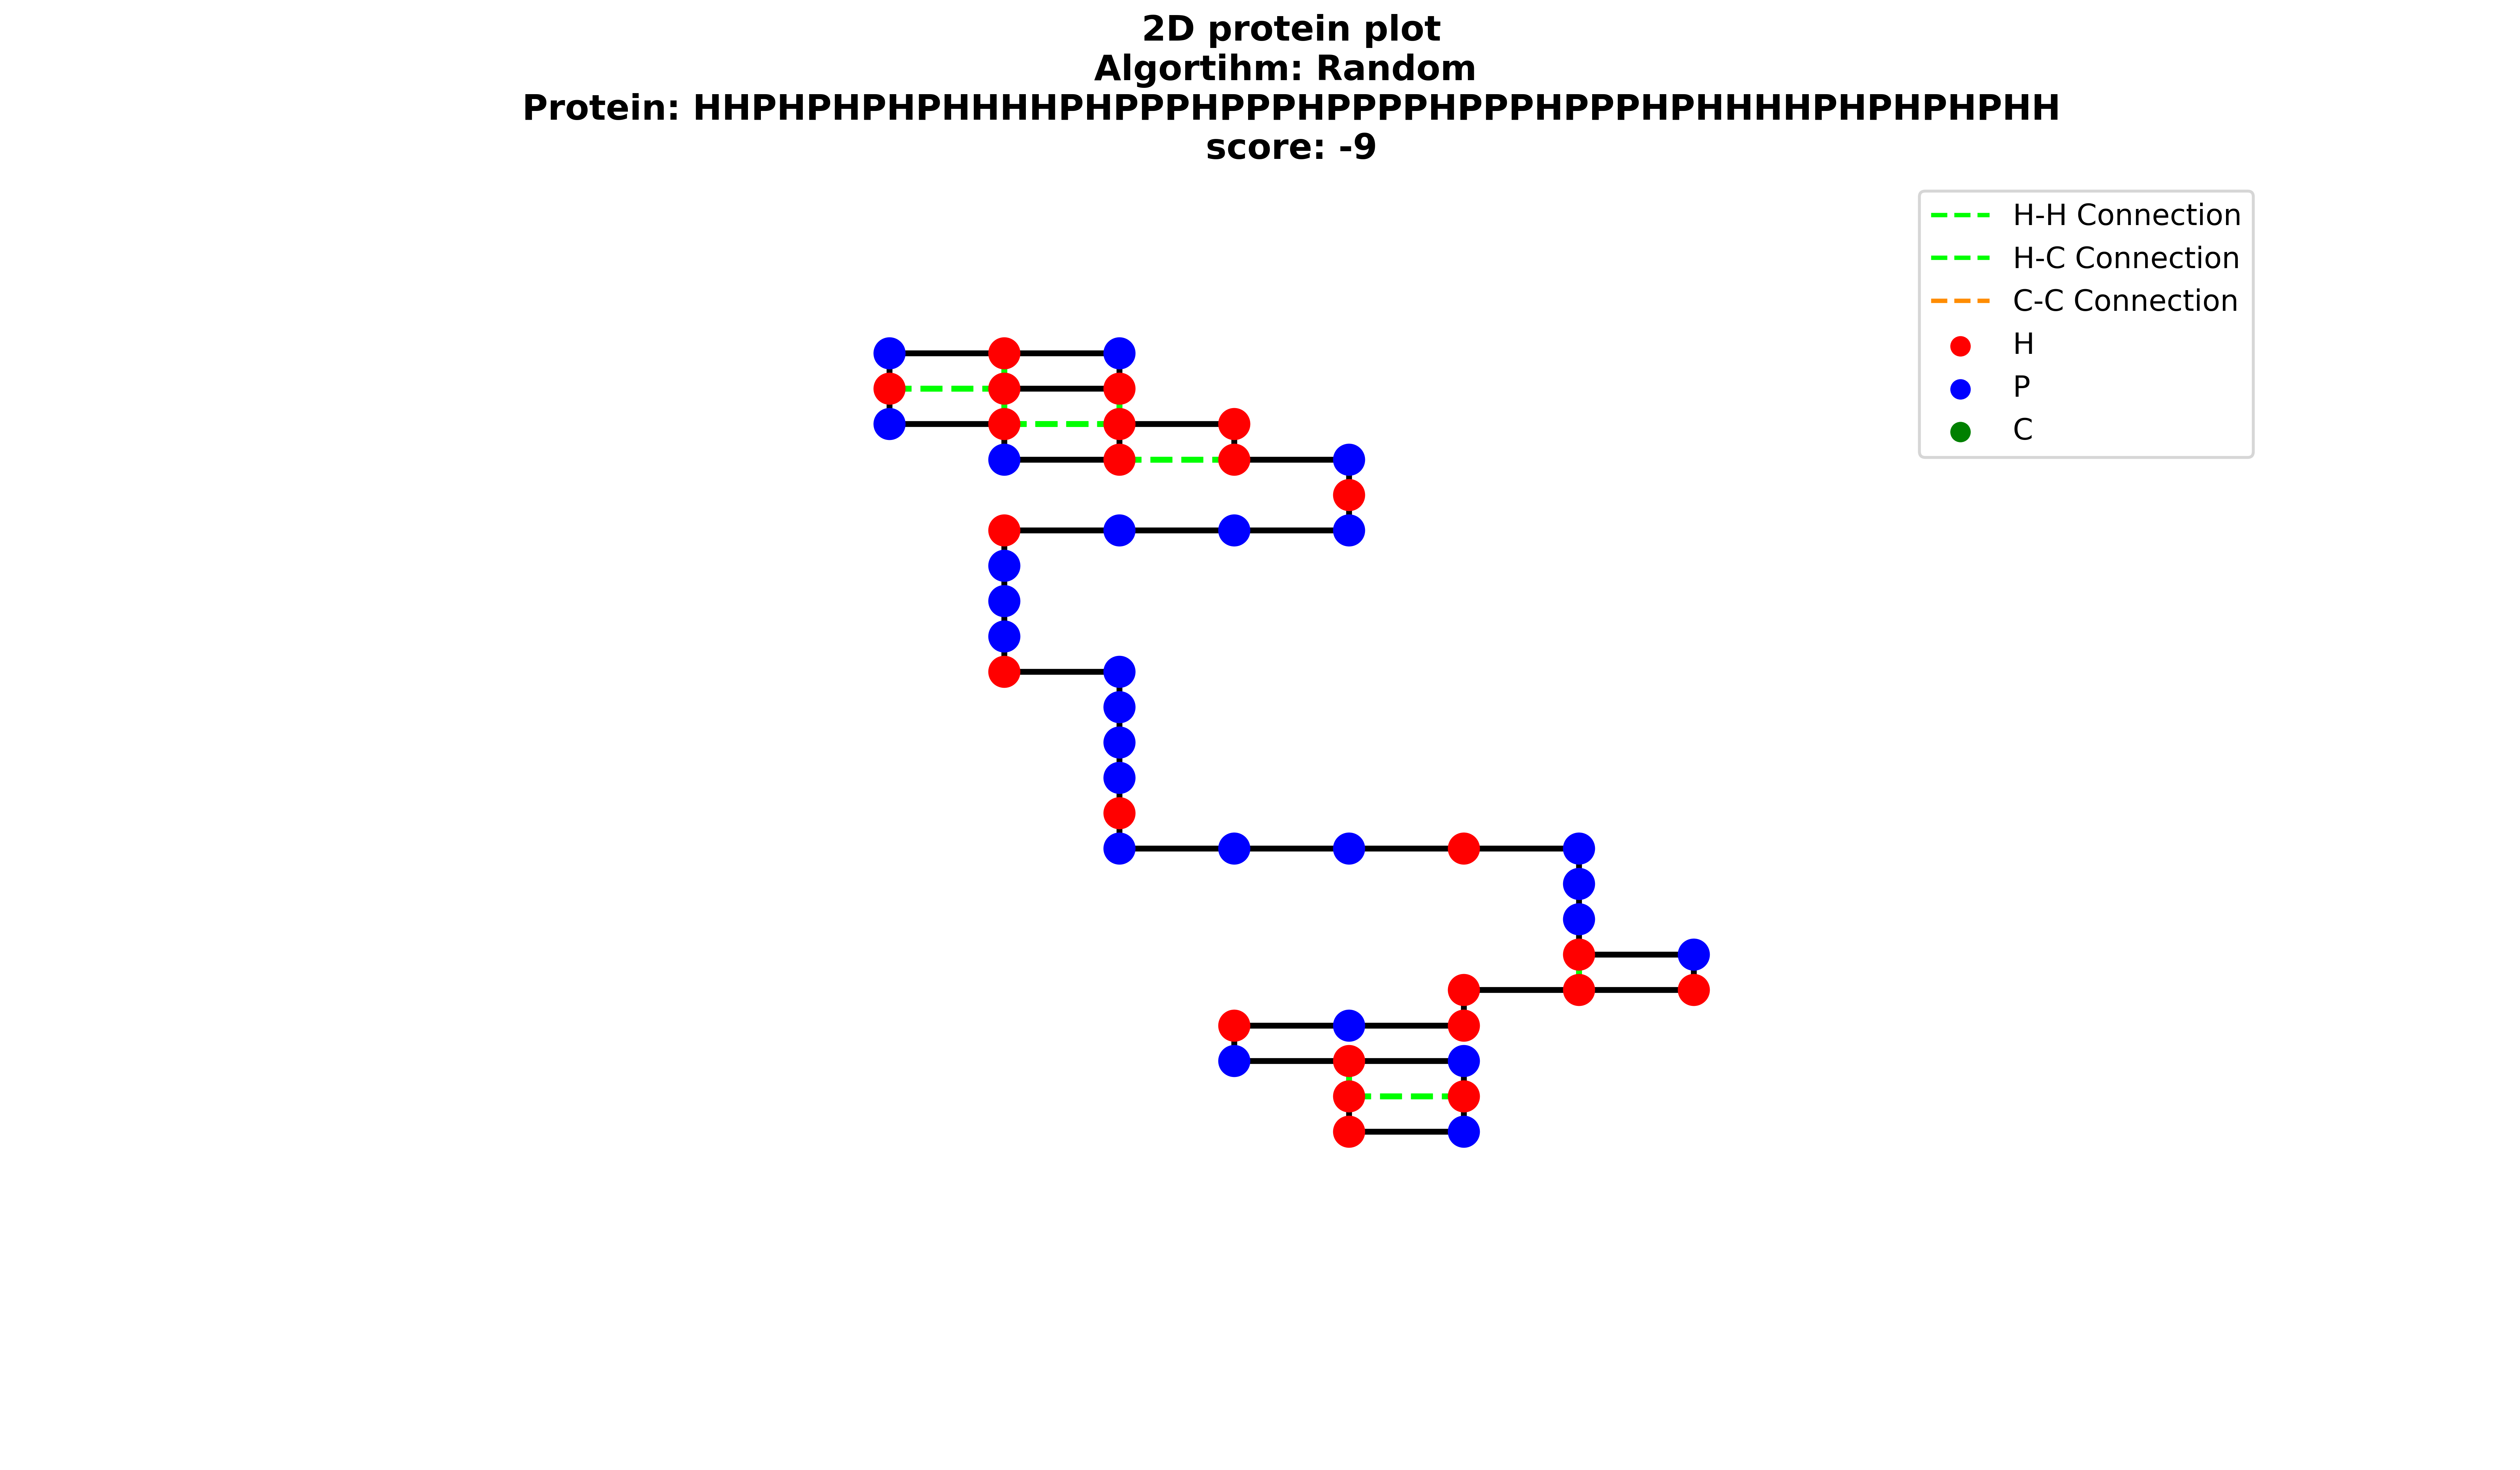 2D protein plot
Algortihm: Random
Protein: HHPHPHPHPHHHHPHPPPHPPPHPPPPHPPPHPPPHPHHHHPHPHPHPHH
score: -9
H-H Connection
H-C Connection
C-C Connection
H
P
C